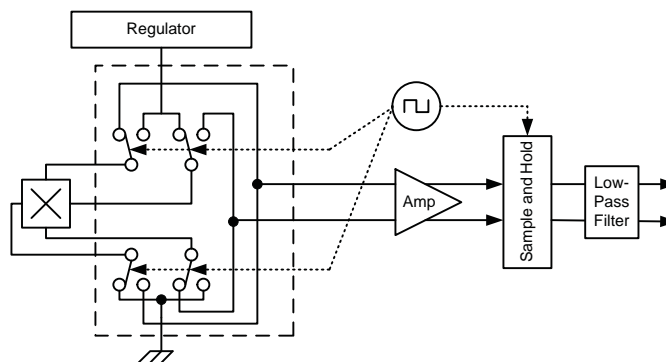 Regulator
Amp
Sample and Hold
Low-
Pass
Filter